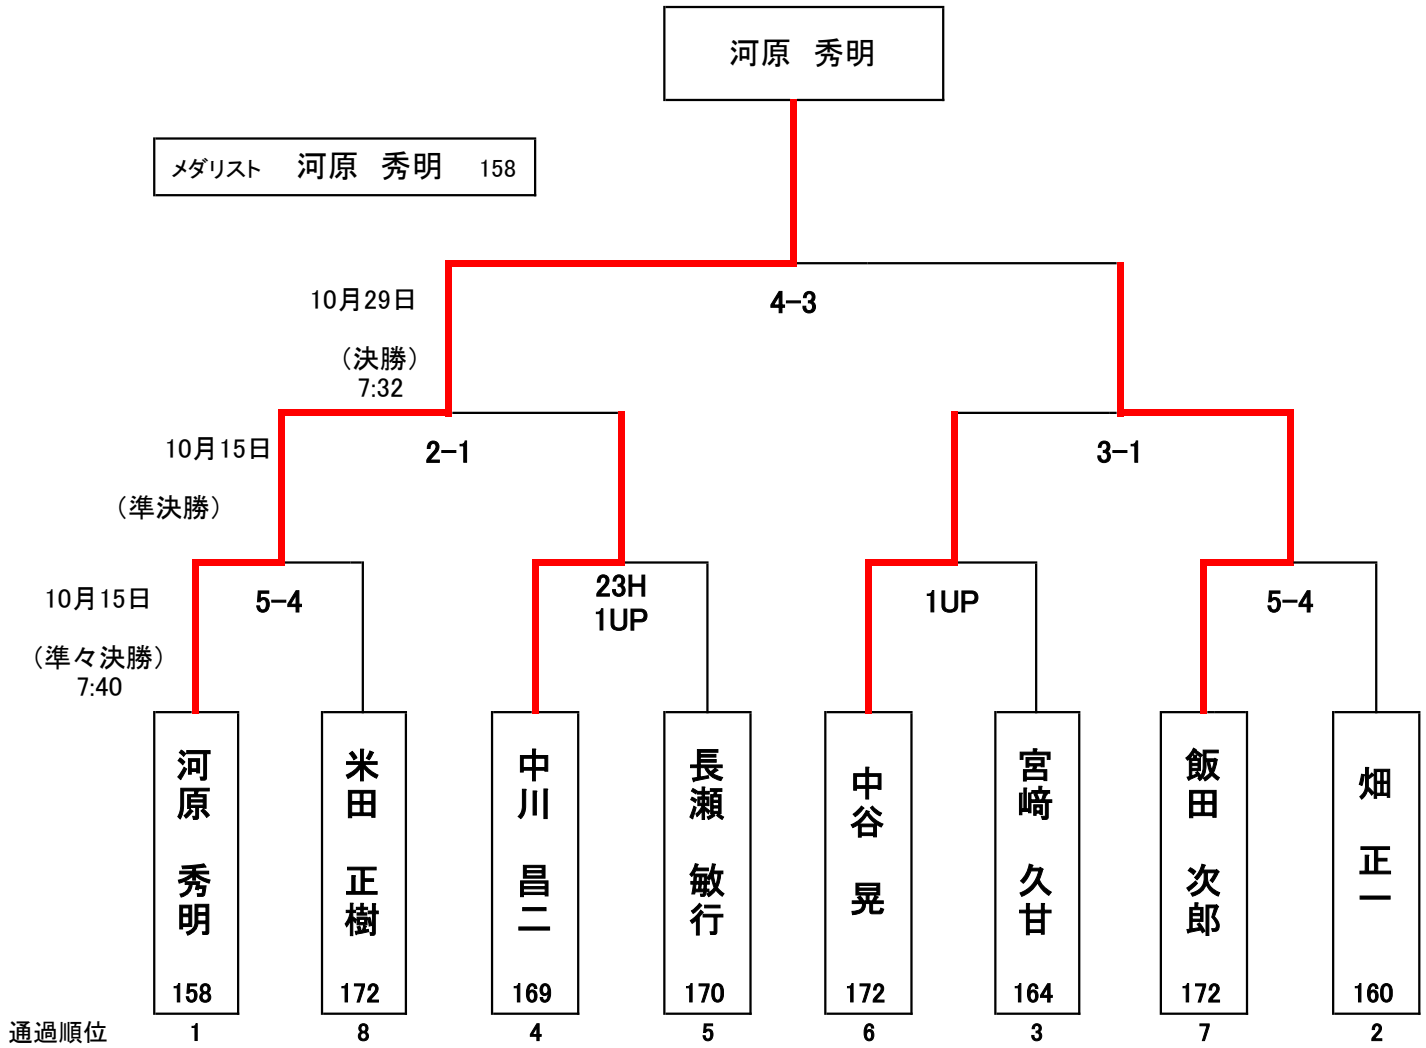 河原　秀明
メダリスト　河原　秀明　158
10月29日
4-3
（決勝）
7:32
10月15日
2-1
3-1
（準決勝）
10月15日
5-4
23H
1UP
1UP
5-4
（準々決勝）
7:40
河原　秀明
米田　正樹
中川　昌二
長瀬　敏行
中谷　晃
宮﨑　久甘
飯田　次郎
畑　正一
158 172 169 170 172 164 172 160
通過順位 1 8 4 5 6 3 7 2